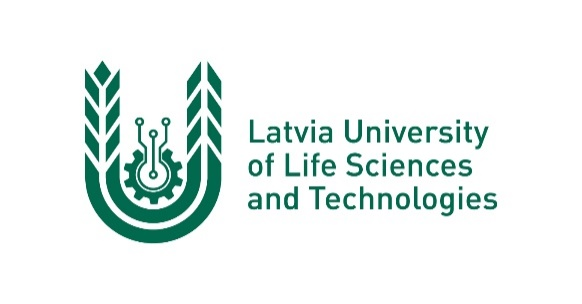 Latvia University
of Life Sciences
and Technologies